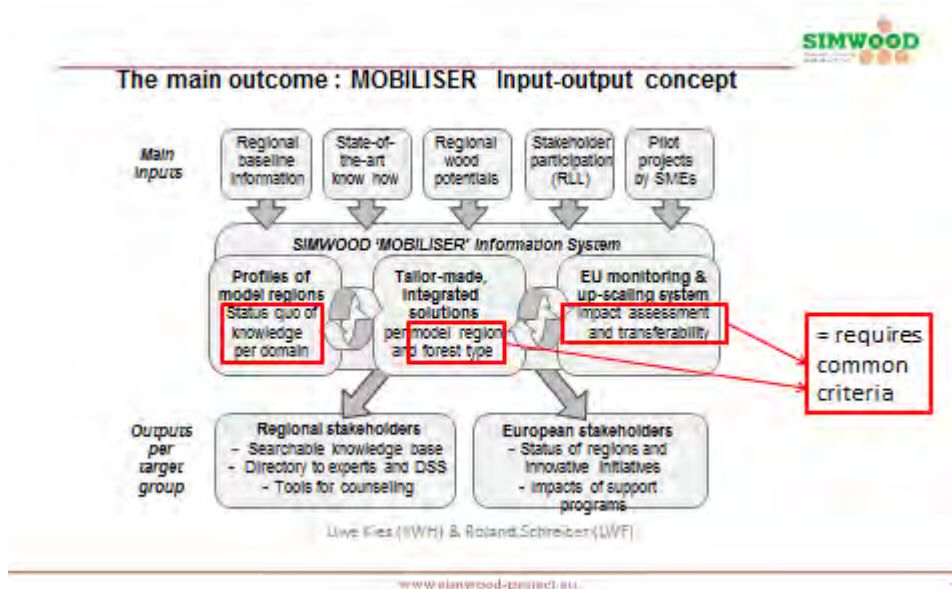 SIMWOOD
The main outcome : MOBILISER Input-output concept
Main
Inputs
Regional
baseline
information
State-of-
the-art
know how
Regional
wood
potentials
Stakeholder
participation
(RLL)
Pilot
projects
by SMEs
SIMWOOD 'MOBILISER' Information System
Profiles of
model regions
Status quo of
knowledge
per domain
Tailor-made,
integrated
solutions
per model region
and forest type
EU monitoring &
up-scaling system
Impact assessment
and transferability
= requires
common
criteria
Outputs
per
target
group
Regional stakeholders
- Searchable knowledge base
- Directory to experts and DSS
- Tools for counselling
European stakeholders
- Status of regions and
innovative initiatives
- Impacts of support
programs
Uwe Kies (IIWH) & Roland Schreiber (LWF)
www.simwood-project.eu